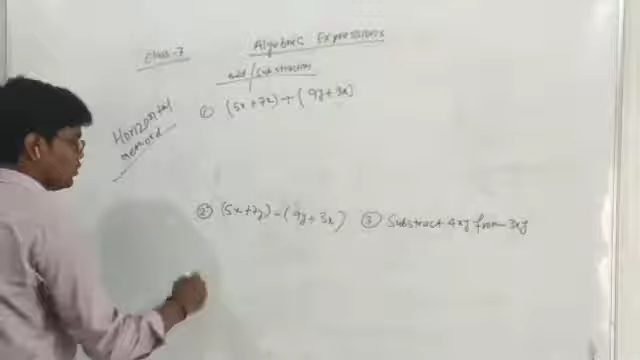 Class-7
Algebraic Expressions
add/substraction
Horizontal
method
① (5x+7z)+(9y+3x)
② (5x+7y)-(9y+3x)
③ Substract 4xy from 3xy